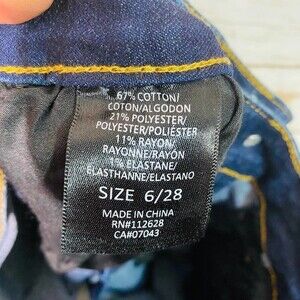 67% COTTON/
COTON/ALGODON
21% POLYESTER/
POLYESTER/POLIÉSTER
11% RAYON/
RAYONNE/RAYÓN
1% ELASTANE/
ELASTHANNE/ELASTANO
SIZE 6/28
MADE IN CHINA
RN#112628
CA#07043